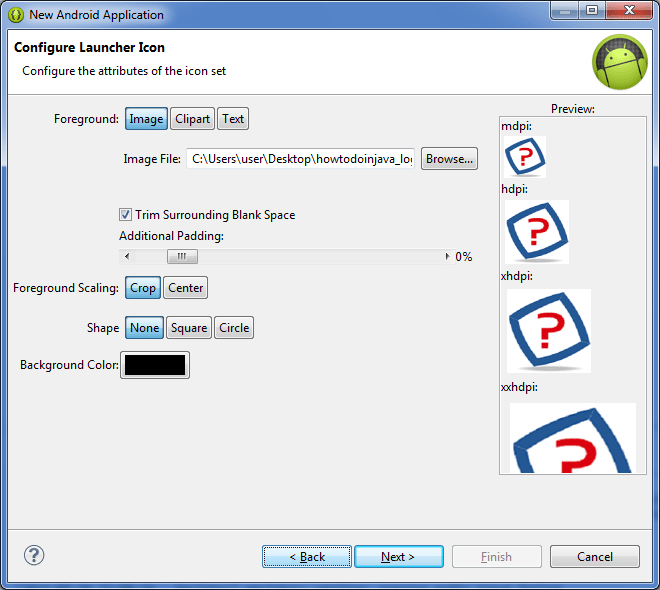 New Android Application
Configure Launcher Icon
Configure the attributes of the icon set
Foreground: Image Clipart Text
Image File: C:\Users\user\Desktop\howtodoinjava_lo Browse...
Trim Surrounding Blank Space
Additional Padding:
0%
Foreground Scaling: Crop Center
Shape None Square Circle
Background Color:
Preview:
mdpi:
?
hdpi:
?
xhdpi:
?
xxhdpi:
?
? < Back Next > Finish Cancel